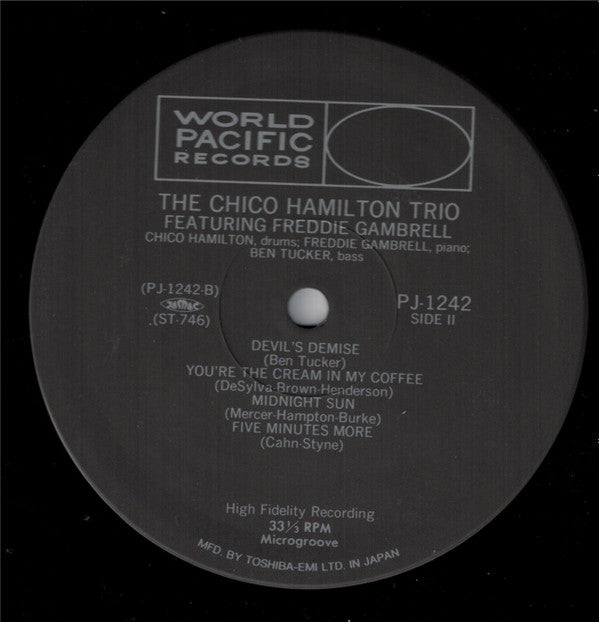 WORLD
PACIFIC
RECORDS
THE CHICO HAMILTON TRIO
FEATURING FREDDIE GAMBRELL
CHICO HAMILTON, drums; FREDDIE GAMBRELL, piano;
BEN TUCKER, bass
(PJ-1242-B)
JASRAC
(ST-746)
PJ-1242
SIDE II
DEVIL'S DEMISE
(Ben Tucker)
YOU'RE THE CREAM IN MY COFFEE
(DeSylva-Brown-Henderson)
MIDNIGHT SUN
(Mercer-Hampton-Burke)
FIVE MINUTES MORE
(Cahn-Styne)
High Fidelity Recording
33⅓ RPM
Microgroove
MFD. BY TOSHIBA-EMI LTD. IN JAPAN